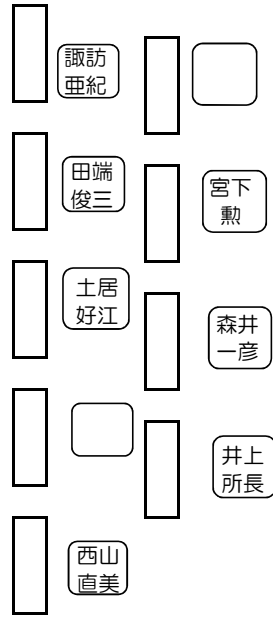 諏訪
亜紀
田端
俊三
宮下
勲
土居
好江
森井
一彦
井上
所長
西山
直美